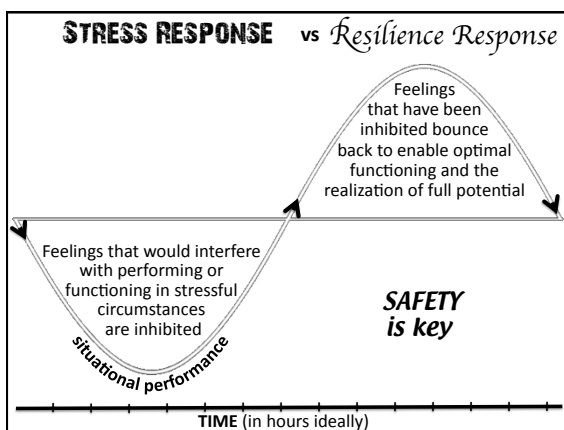 STRESS RESPONSE vs Resilience Response
Feelings
that have been
inhibited bounce
back to enable optimal
functioning and the
realization of full potential
Feelings that would interfere
with performing or
functioning in stressful
circumstances
are inhibited
situational performance
SAFETY
is key
TIME (in hours ideally)